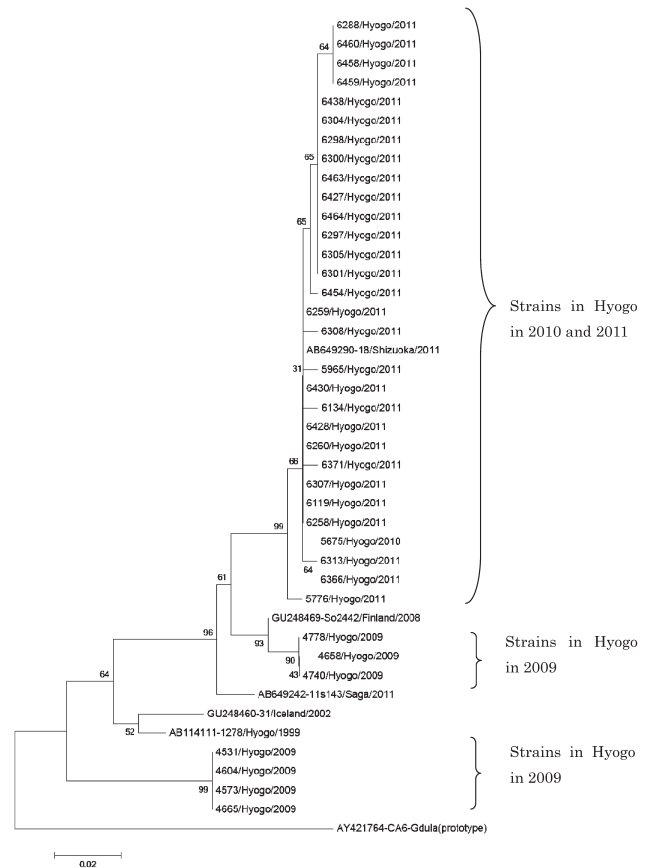 6288/Hyogo/2011
64
6460/Hyogo/2011
6458/Hyogo/2011
6459/Hyogo/2011
6438/Hyogo/2011
6304/Hyogo/2011
6298/Hyogo/2011
65
6300/Hyogo/2011
6463/Hyogo/2011
6427/Hyogo/2011
6464/Hyogo/2011
65
6297/Hyogo/2011
6305/Hyogo/2011
6301/Hyogo/2011
6454/Hyogo/2011
6259/Hyogo/2011
Strains in Hyogo
in 2010 and 2011
6308/Hyogo/2011
AB649290-18/Shizuoka/2011
31
5965/Hyogo/2011
6430/Hyogo/2011
6134/Hyogo/2011
6428/Hyogo/2011
6260/Hyogo/2011
66
6371/Hyogo/2011
6307/Hyogo/2011
6119/Hyogo/2011
6258/Hyogo/2011
99
5675/Hyogo/2010
6313/Hyogo/2011
64
6366/Hyogo/2011
61
5776/Hyogo/2011
GU248469-So2442/Finland/2008
96
4778/Hyogo/2009
93
4658/Hyogo/2009
90
4740/Hyogo/2009
43
Strains in Hyogo
in 2009
AB649242-11s143/Saga/2011
64
GU248460-31/Iceland/2002
52
AB114111-1278/Hyogo/1999
4531/Hyogo/2009
4604/Hyogo/2009
4573/Hyogo/2009
99
4665/Hyogo/2009
Strains in Hyogo
in 2009
AY421764-CA6-Gdula(prototype)
0.02